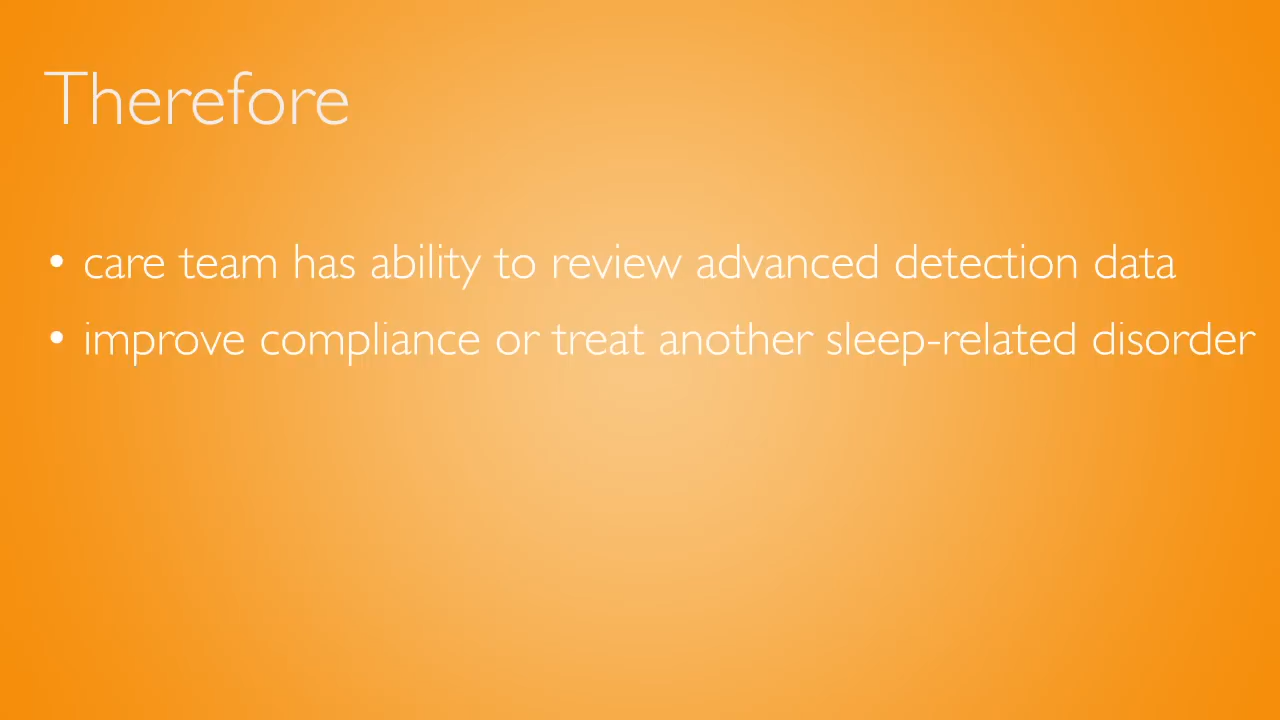 Therefore
• care team has ability to review advanced detection data
• improve compliance or treat another sleep-related disorder